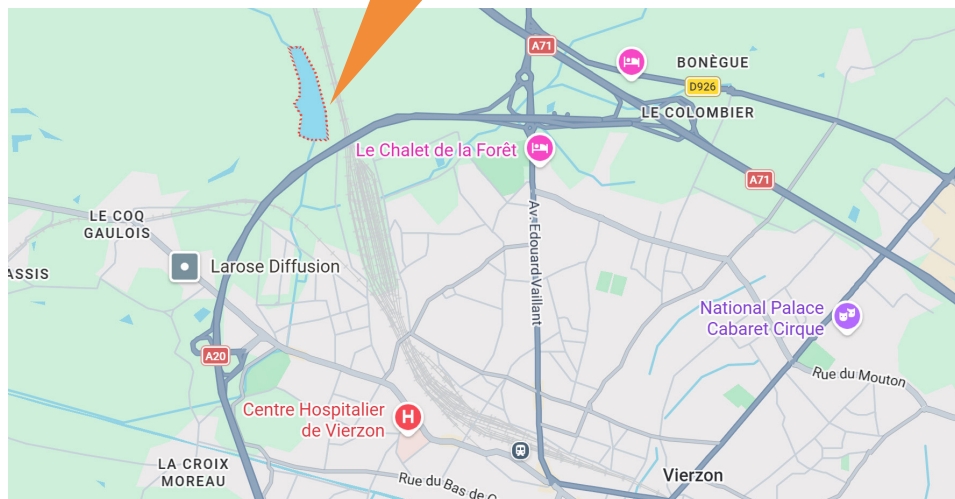 A71
BONÈGUE
D926
LE COLOMBIER
Le Chalet de la Forêt
A71
LE COQ
GAULOIS
Av. Edouard Vaillant
ASSIS
Larose Diffusion
National Palace
Cabaret Cirque
A20
Rue du Mouton
Centre Hospitalier
de Vierzon
H
LA CROIX
MOREAU
Vierzon
Rue du Bas de